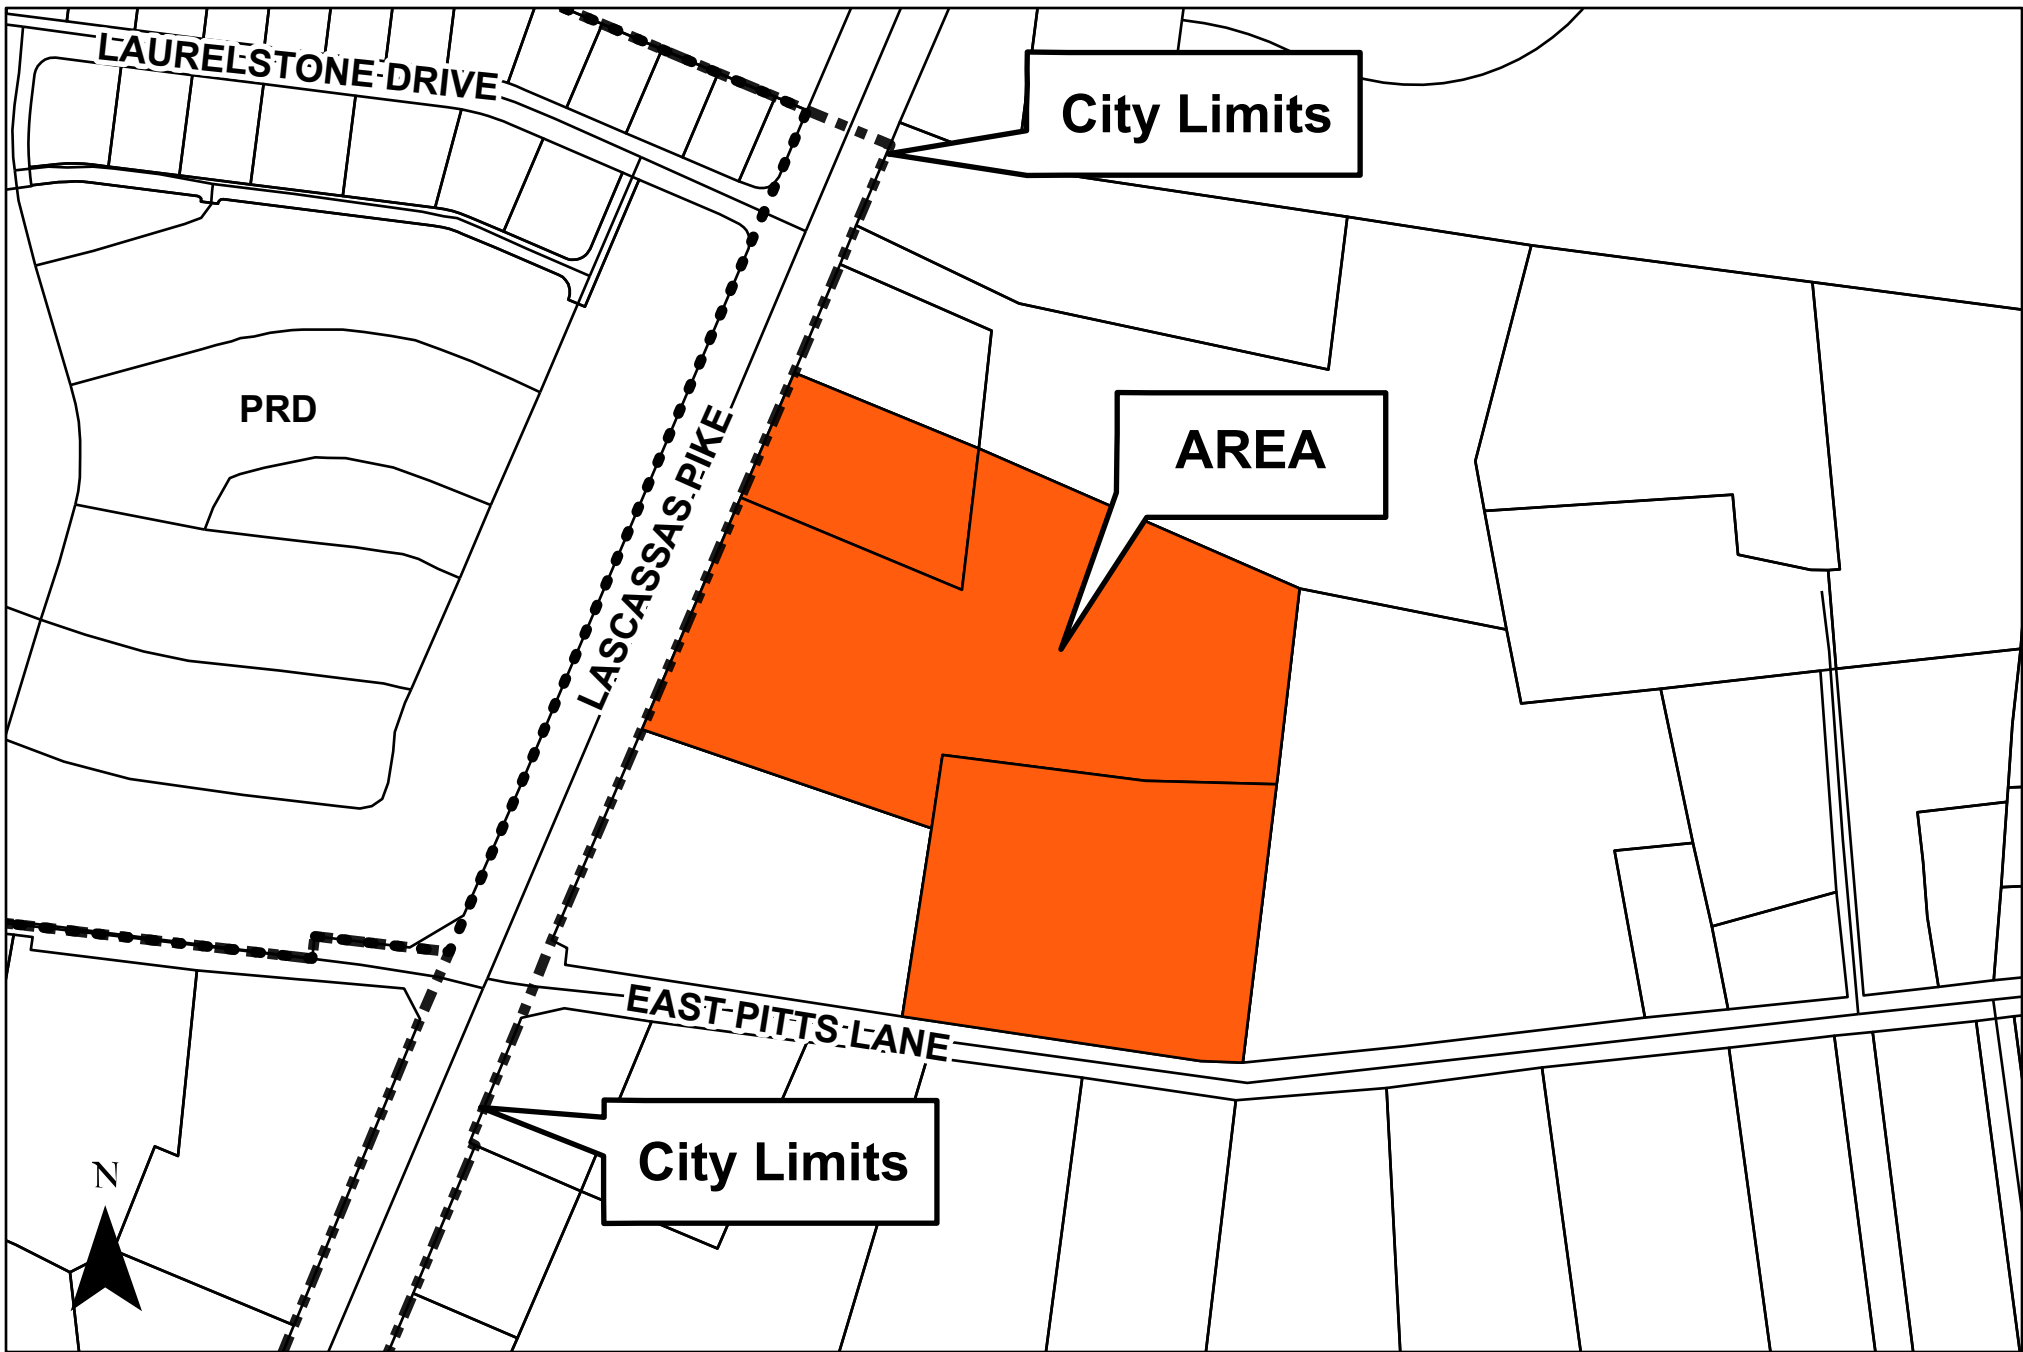 LAURELSTONE DRIVE
City Limits
PRD
AREA
LASCASSAS PIKE
EAST PITTS LANE
City Limits
N